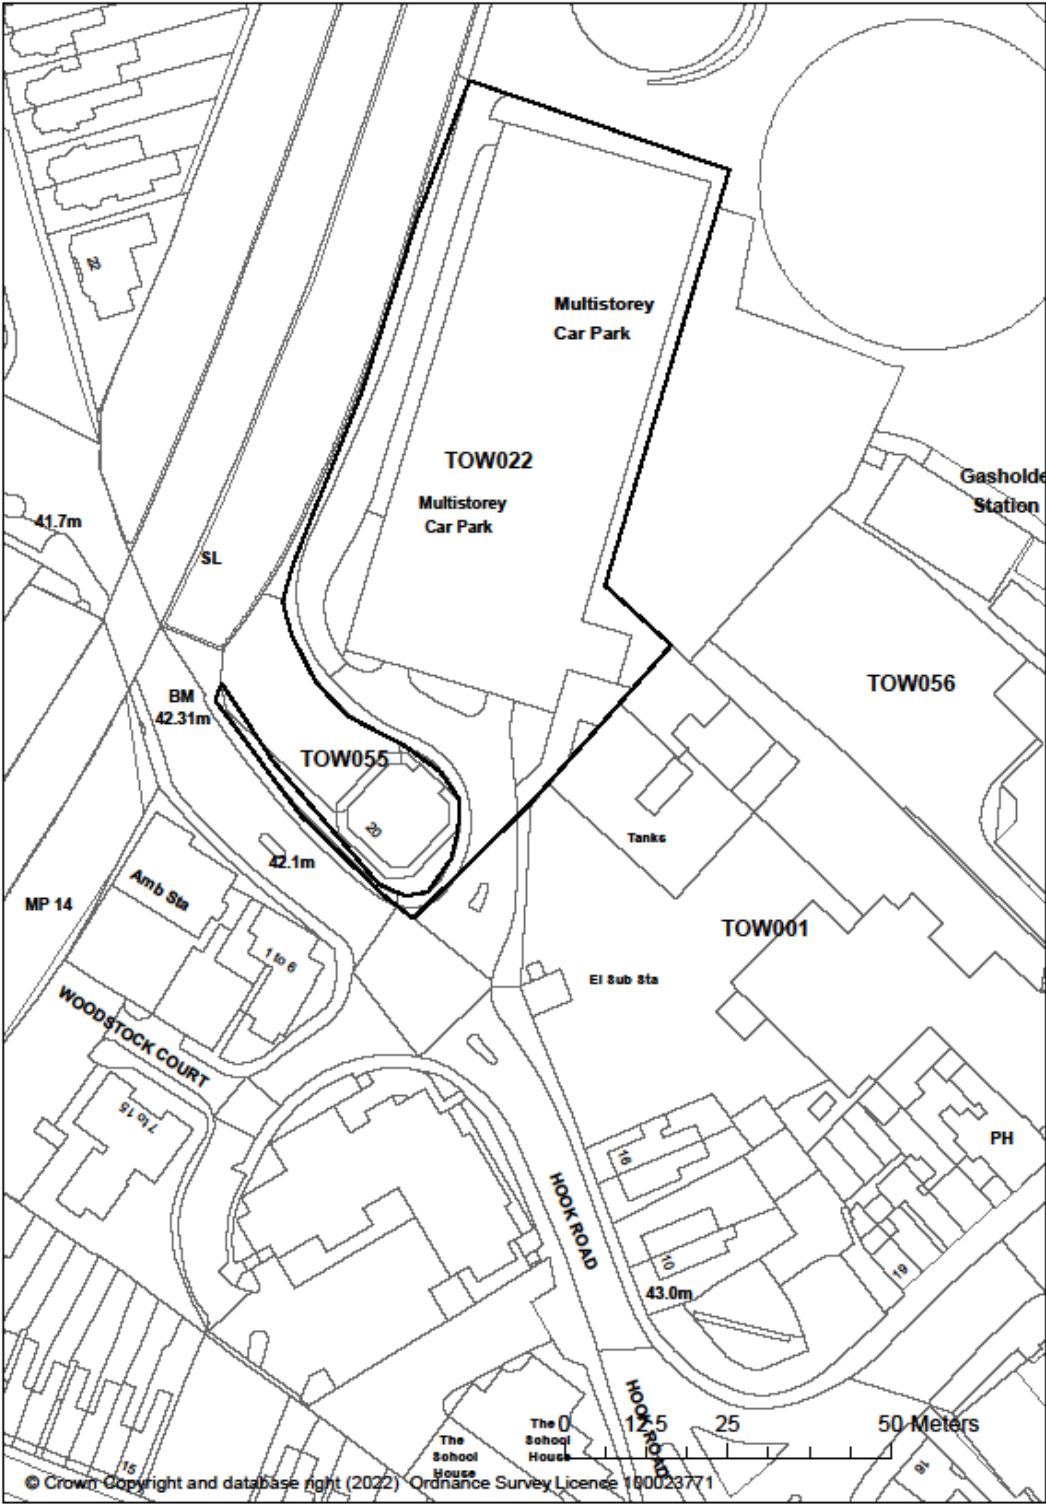 22
Multistorey
Car Park
TOW022
Gasholde
Station
Multistorey
Car Park
41.7m
SL
TOW056
BM
42.31m
TOW055
20
Tanks
42.1m
Amb Sta
MP 14
TOW001
1 to 6
El Sub Sta
WOODSTOCK COURT
7 to 15
PH
16
HOOK ROAD
10
19
43.0m
HOOK ROAD
0 12.5 25 50 Meters
The
School
House
The
School
House
15
16
© Crown Copyright and database right (2022) Ordnance Survey Licence 100023771